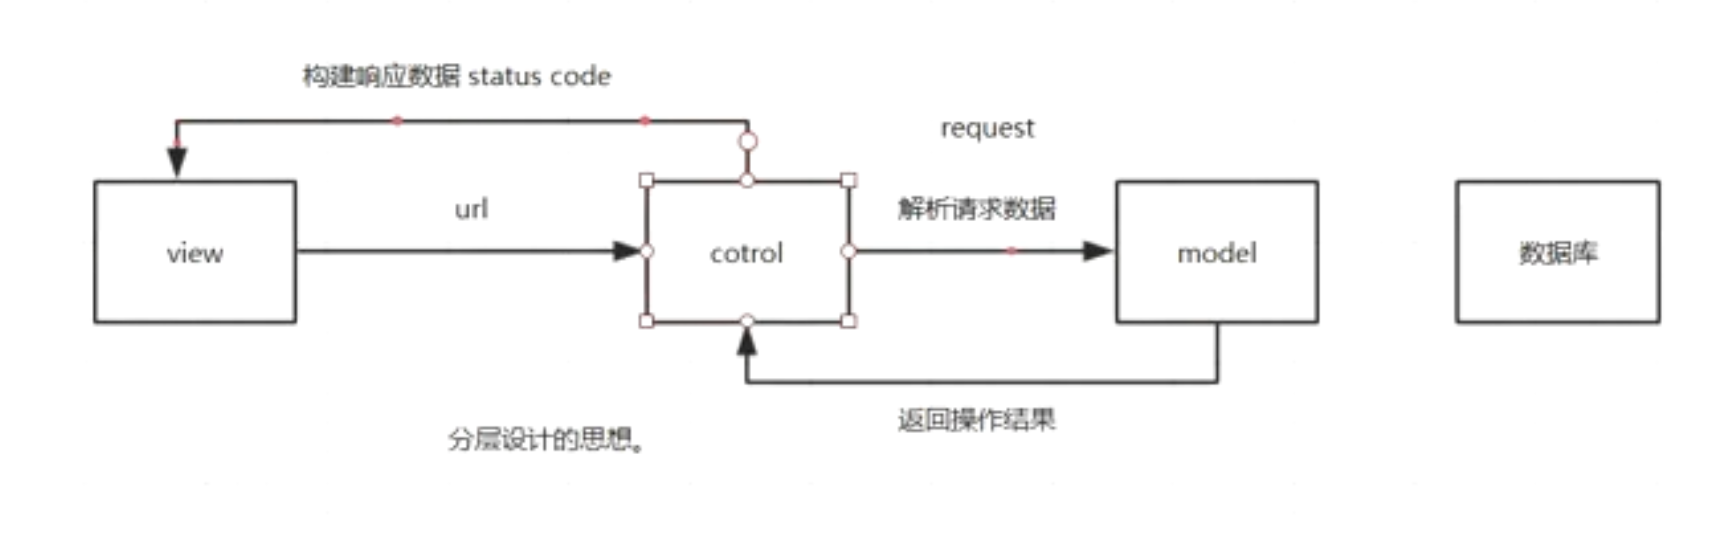 构建响应数据 status code
request
url
解析请求数据
view
cotrol
model
数据库
返回操作结果
分层设计的思想。